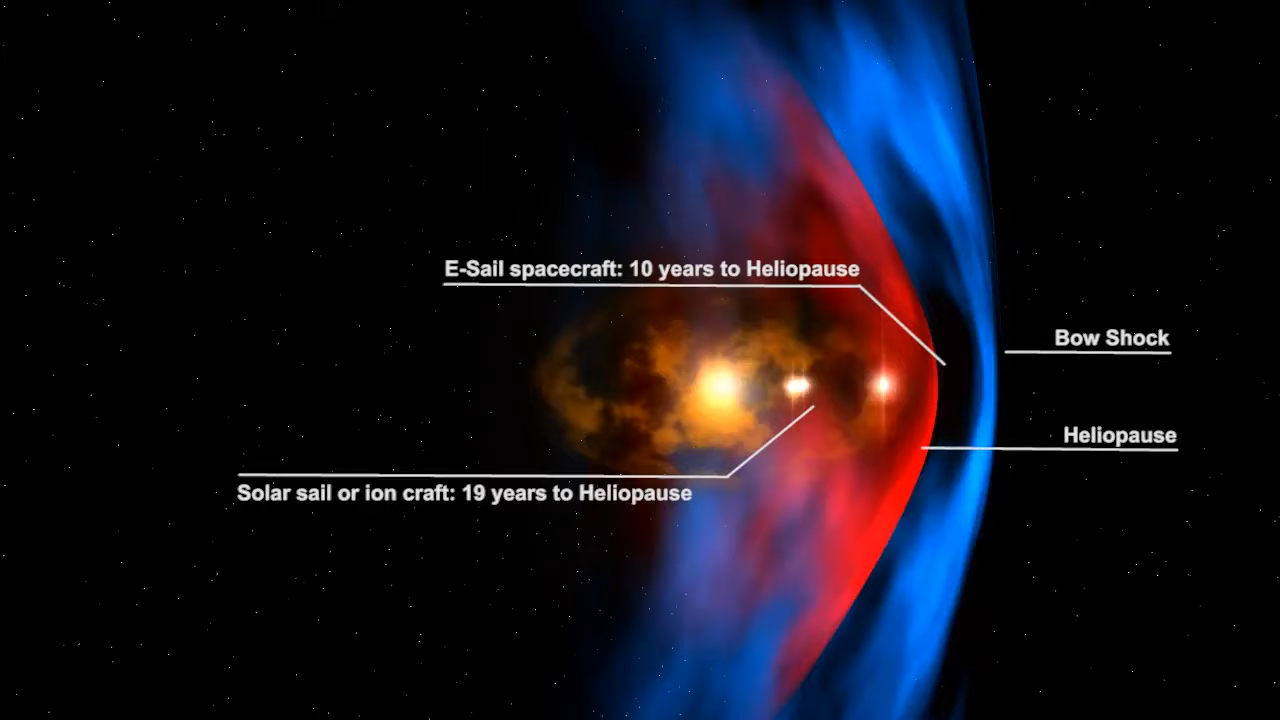 E-Sail spacecraft: 10 years to Heliopause
Bow Shock
Heliopause
Solar sail or ion craft: 19 years to Heliopause